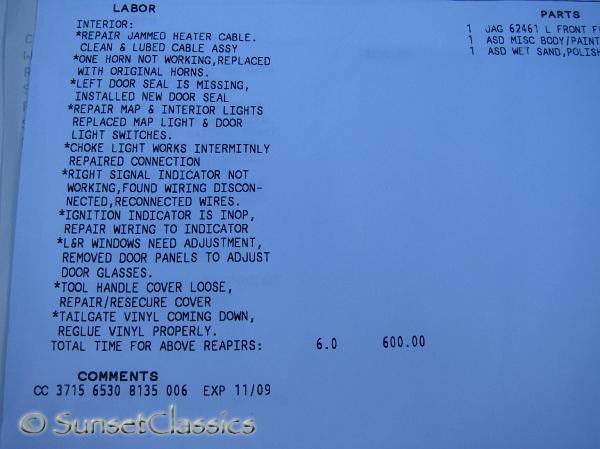 LABOR
PARTS
INTERIOR:
*REPAIR JAMMED HEATER CABLE.
CLEAN & LUBED CABLE ASSY
*ONE HORN NOT WORKING,REPLACED
WITH ORIGINAL HORNS.
*LEFT DOOR SEAL IS MISSING,
INSTALLED NEW DOOR SEAL
*REPAIR MAP & INTERIOR LIGHTS
REPLACED MAP LIGHT & DOOR
LIGHT SWITCHES.
*CHOKE LIGHT WORKS INTERMITNLY
REPAIRED CONNECTION
*RIGHT SIGNAL INDICATOR NOT
WORKING,FOUND WIRING DISCON-
NECTED,RECONNECTED WIRES.
*IGNITION INDICATOR IS INOP,
REPAIR WIRING TO INDICATOR
*L&R WINDOWS NEED ADJUSTMENT,
REMOVED DOOR PANELS TO ADJUST
DOOR GLASSES.
*TOOL HANDLE COVER LOOSE,
REPAIR/RESECURE COVER
*TAILGATE VINYL COMING DOWN,
REGLUE VINYL PROPERLY.
TOTAL TIME FOR ABOVE REAPIRS: 6.0 600.00
1 JAG 62461 L FRONT F
1 ASD MISC BODY/PAINT
1 ASD WET SAND,POLISH
COMMENTS
CC 3715 6530 8135 006 EXP 11/09
© SunsetClassics